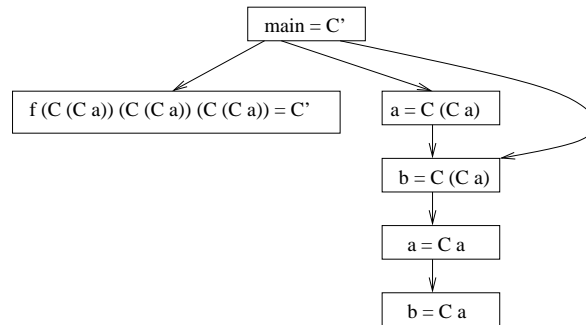 main = C’
f (C (C a)) (C (C a)) (C (C a)) = C’
a = C (C a)
b = C (C a)
a = C a
b = C a